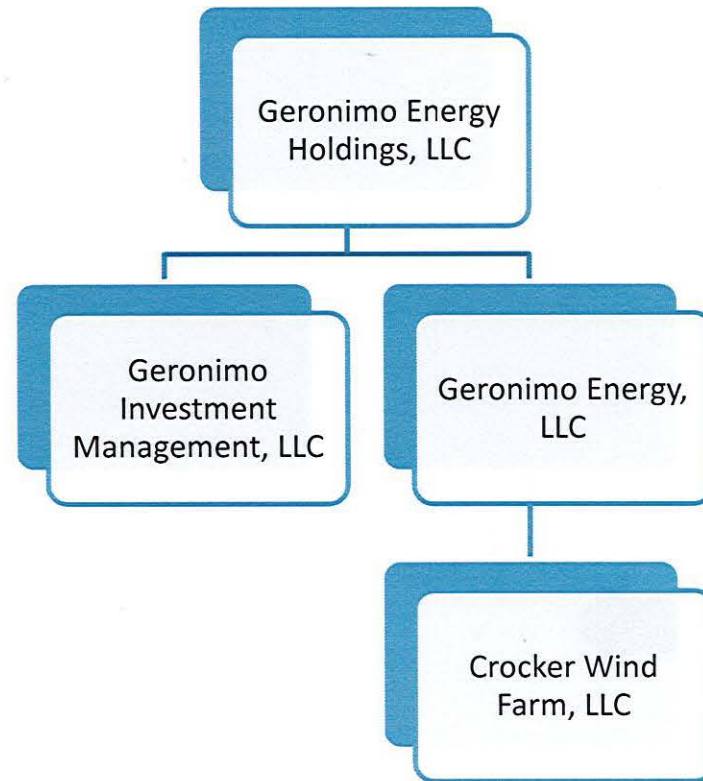 Geronimo Energy
Holdings, LLC
Geronimo
Investment
Management, LLC
Geronimo Energy,
LLC
Crocker Wind
Farm, LLC